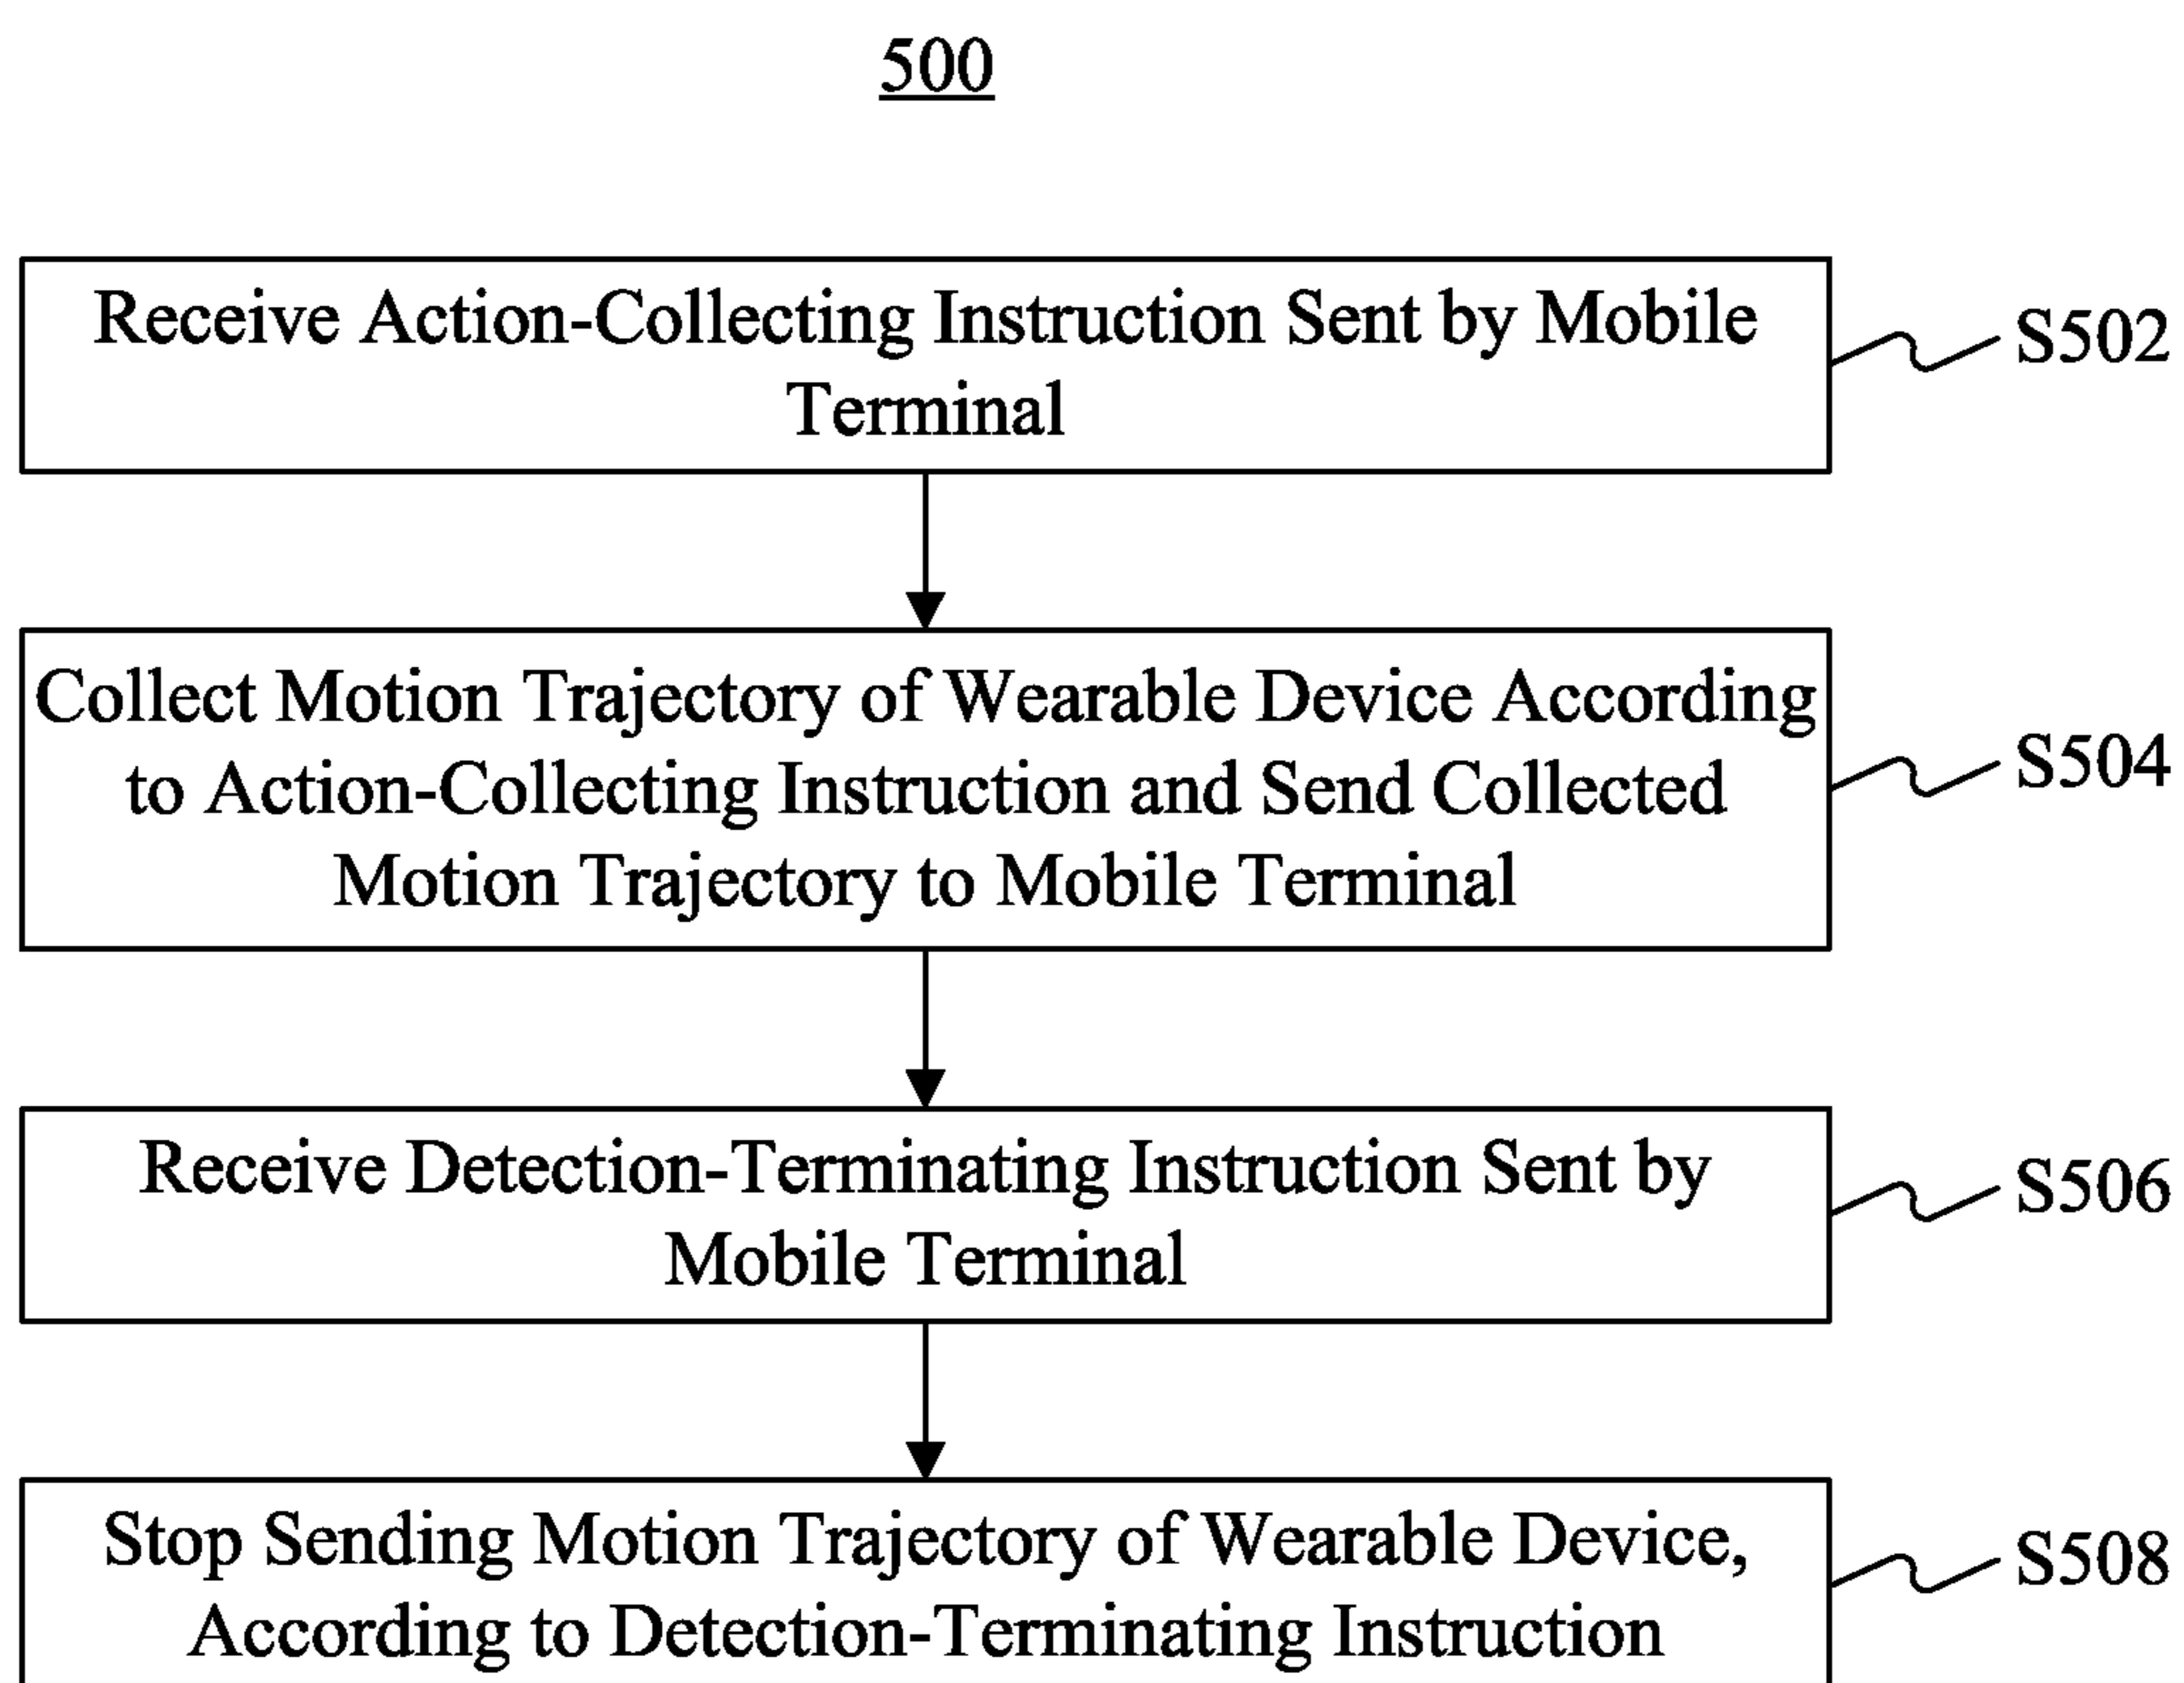 500
Receive Action-Collecting Instruction Sent by Mobile
Terminal
S502
Collect Motion Trajectory of Wearable Device According
to Action-Collecting Instruction and Send Collected
Motion Trajectory to Mobile Terminal
S504
Receive Detection-Terminating Instruction Sent by
Mobile Terminal
S506
Stop Sending Motion Trajectory of Wearable Device,
According to Detection-Terminating Instruction
S508